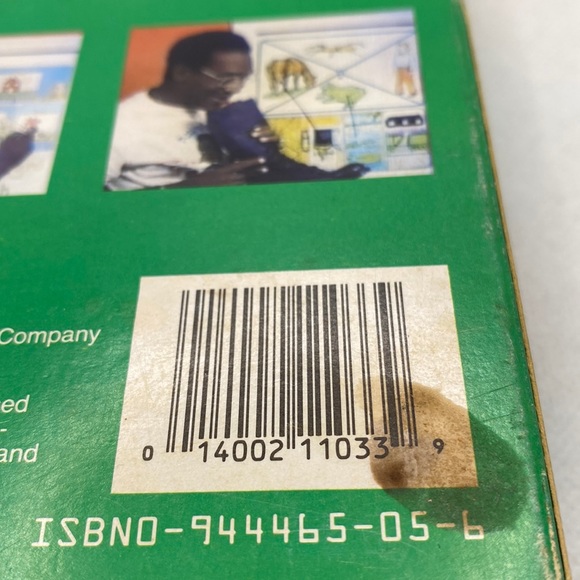 Company
ed
-
and
0 14002 11033 9
ISBN0-944465-05-6